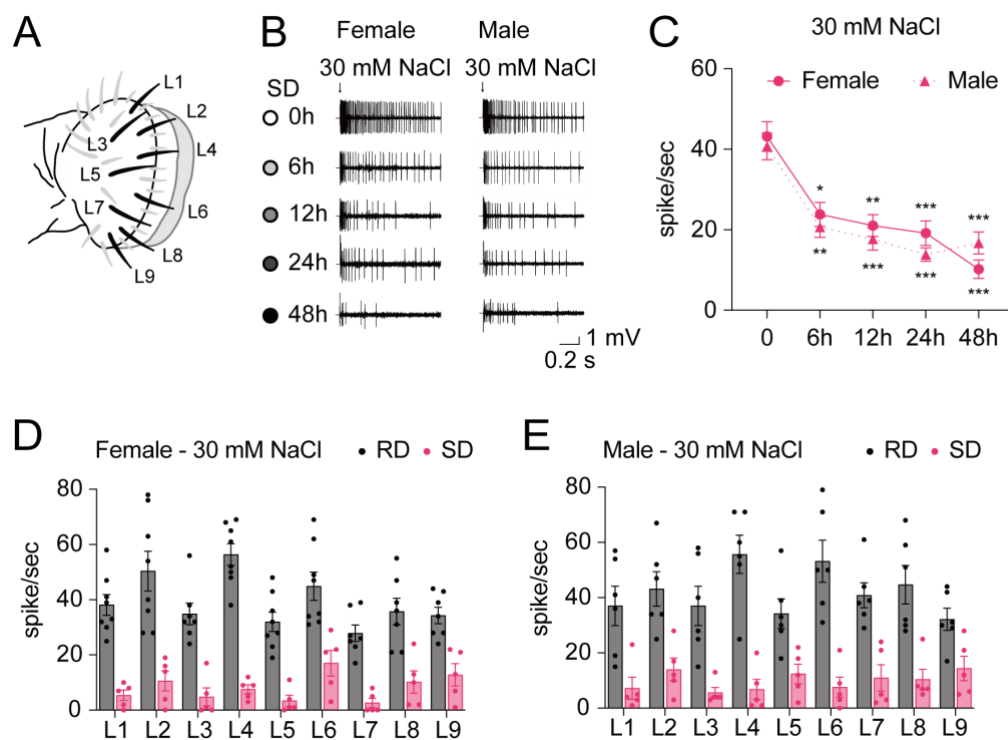 A
L1
L2
L3
L4
L5
L6
L7
L8
L9
B
Female Male
30 mM NaCl 30 mM NaCl
SD
0h
6h
12h
24h
48h
1 mV
0.2 s
C
30 mM NaCl
Female Male
spike/sec
60
40
20
0
* ** *** ***
** *** *** ***
0 6h 12h 24h 48h
D
Female - 30 mM NaCl RD SD
spike/sec
80
60
40
20
0
L1 L2 L3 L4 L5 L6 L7 L8 L9
E
Male - 30 mM NaCl RD SD
spike/sec
80
60
40
20
0
L1 L2 L3 L4 L5 L6 L7 L8 L9